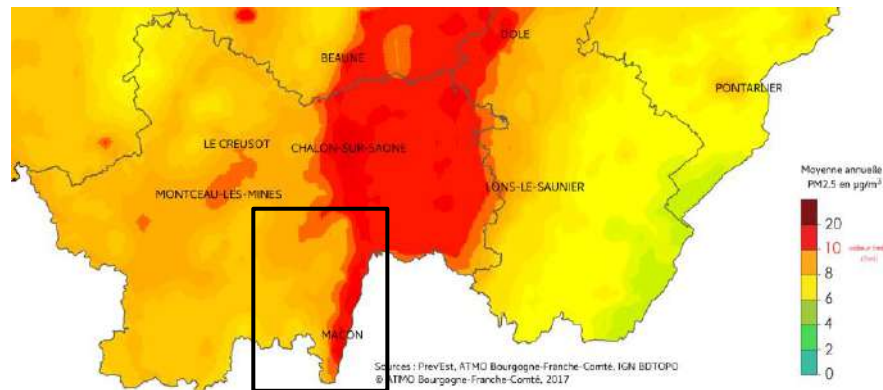 DOLE
BEAUNE
PONTARLIER
LE CREUSOT
CHALON-SUR-SAONE
MONTCEAU-LES-MINES
LONS-LE-SAUNIER
MACON
Moyenne annuelle
PM2.5 en µg/m³
20
10
8
6
4
2
0
Sources : Prev'Est, ATMO Bourgogne-Franche-Comté, IGN BDTOPO
© ATMO Bourgogne-Franche-Comté, 2017